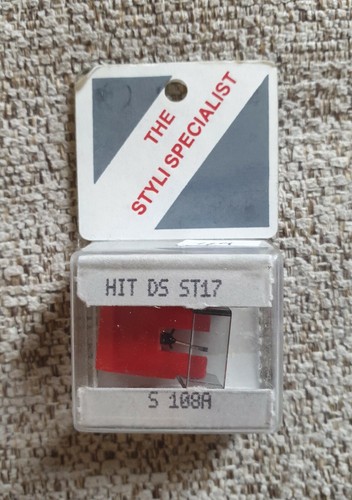 THE
STYLI SPECIALIST
HIT DS ST17
S 108A